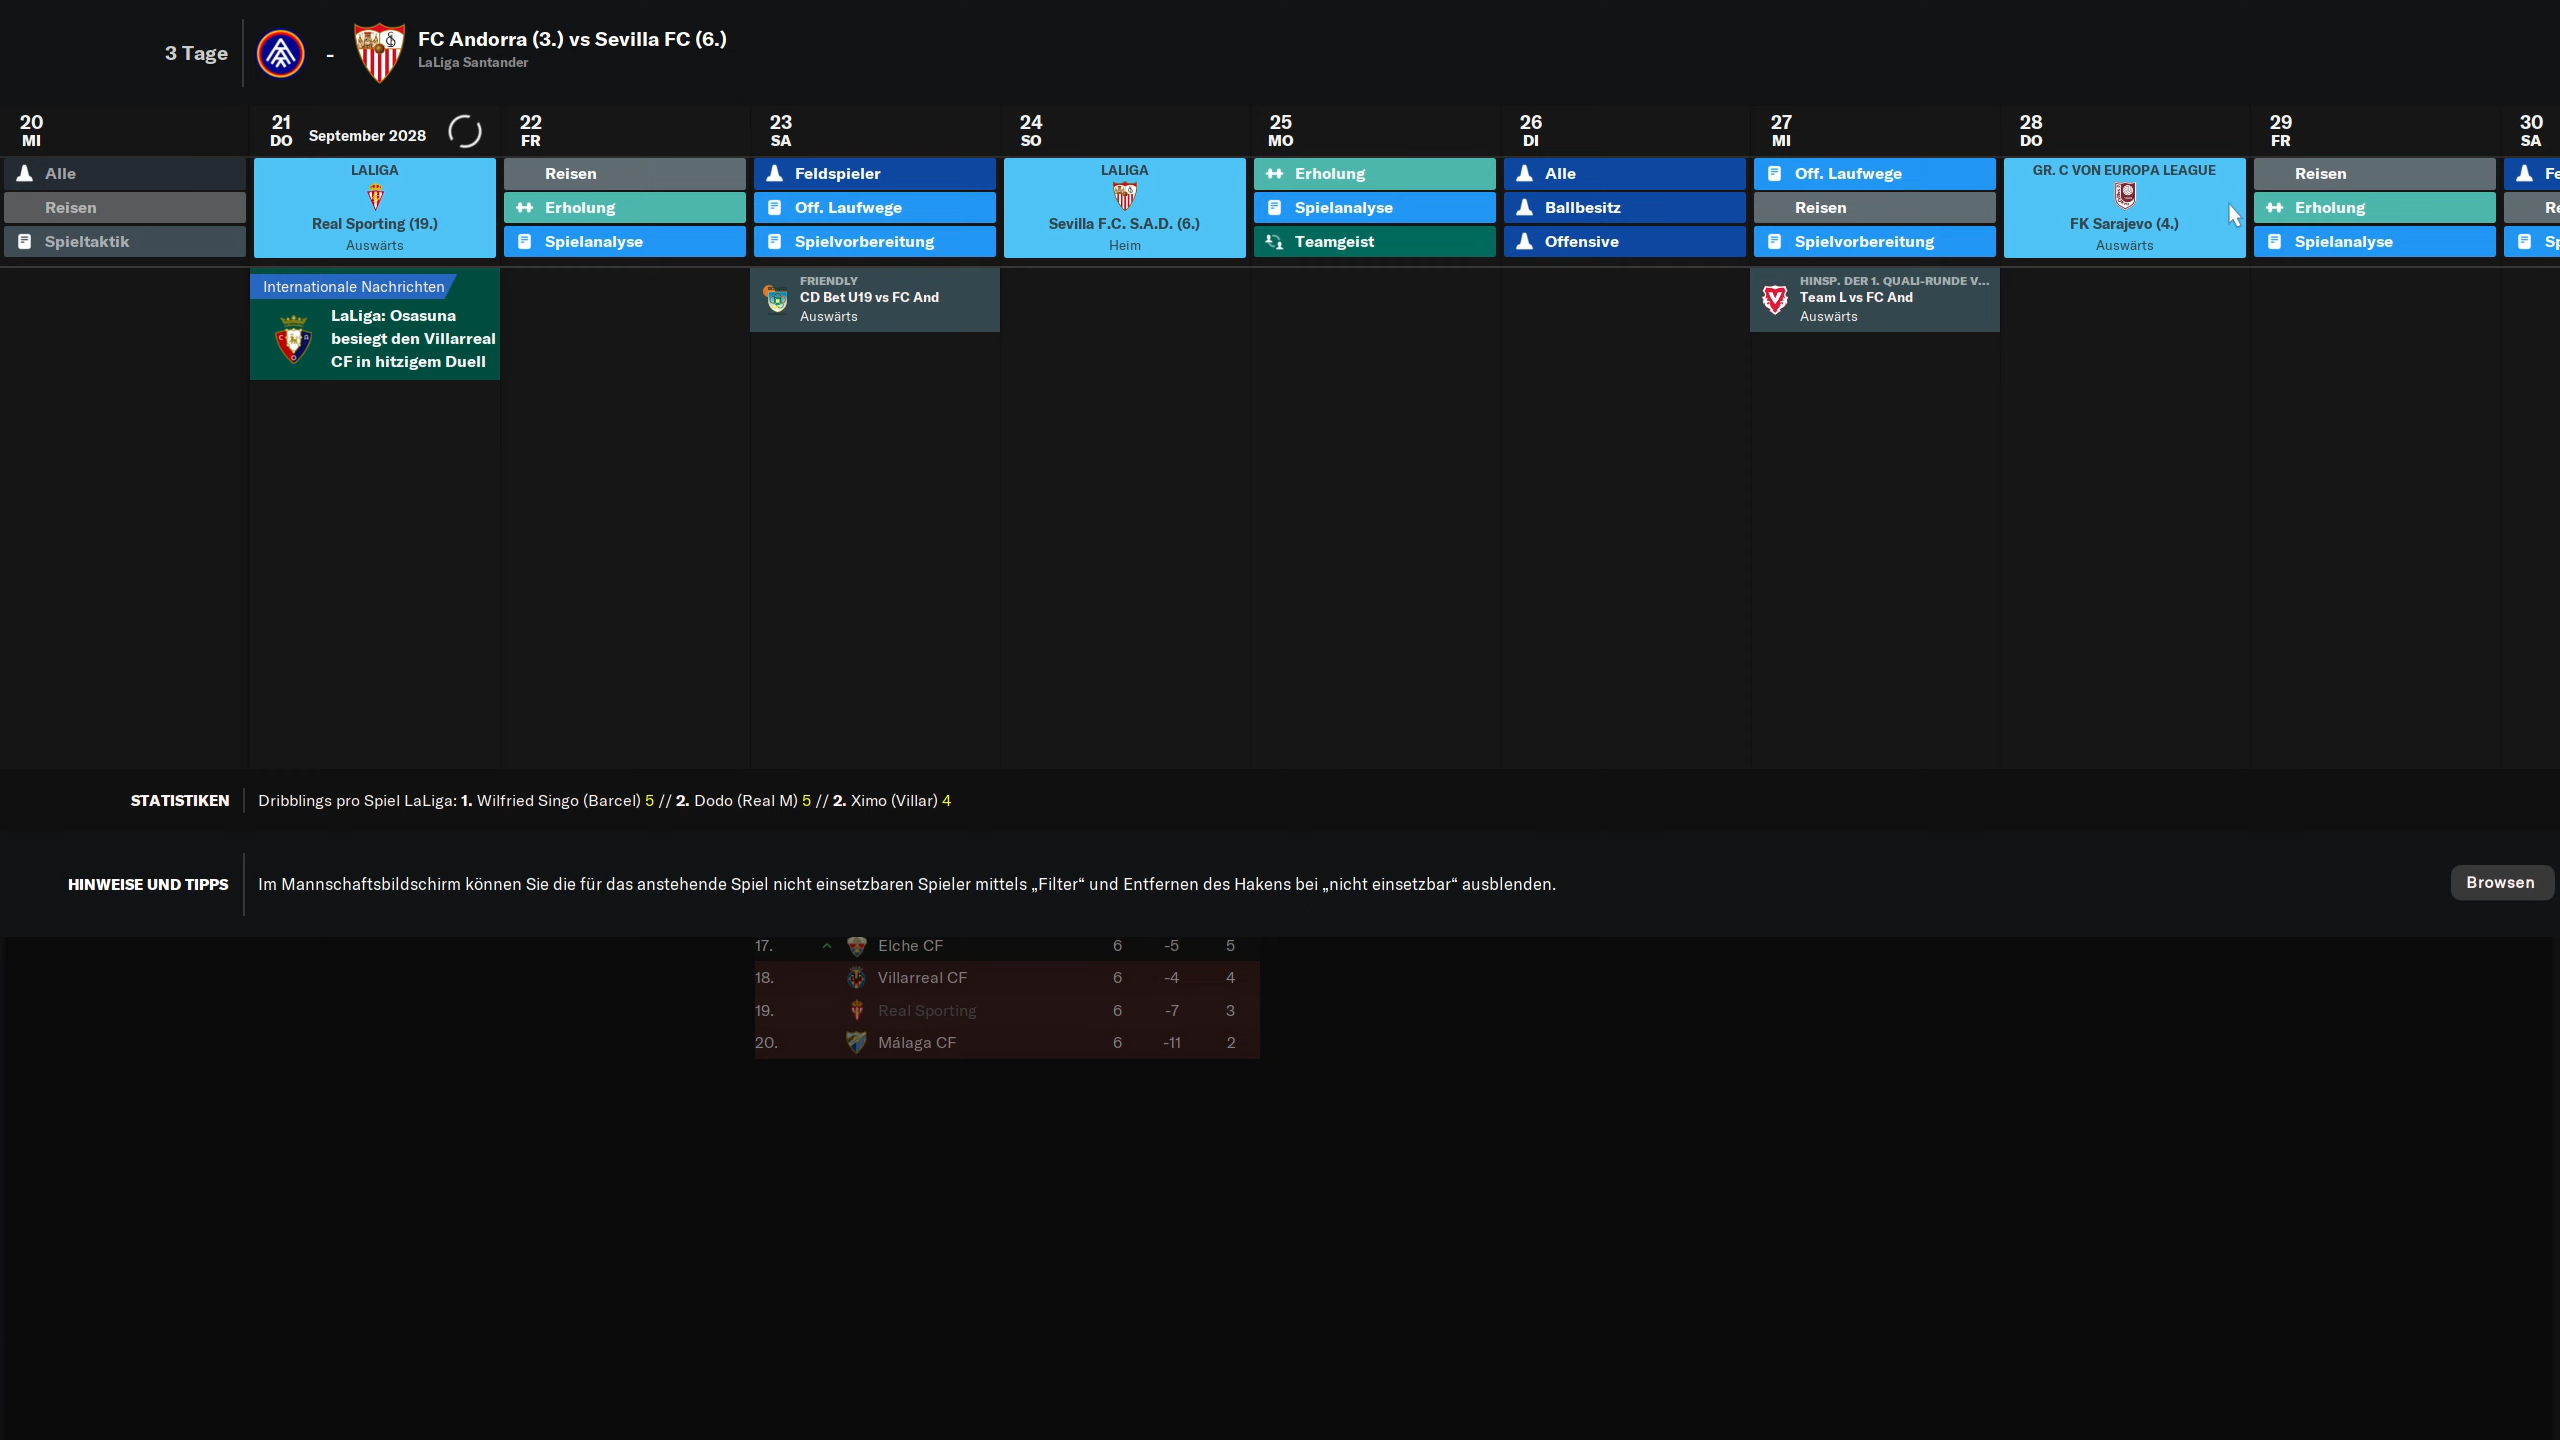 3 Tage
-
FC Andorra (3.) vs Sevilla FC (6.)
LaLiga Santander
20
MI
21
DO
September 2028
22
FR
23
SA
24
SO
25
MO
26
DI
27
MI
28
DO
29
FR
30
SA
Alle
Reisen
Spieltaktik
LALIGA
Real Sporting (19.)
Auswärts
Reisen
Erholung
Spielanalyse
Feldspieler
Off. Laufwege
Spielvorbereitung
LALIGA
Sevilla F.C. S.A.D. (6.)
Heim
Erholung
Spielanalyse
Teamgeist
Alle
Ballbesitz
Offensive
Off. Laufwege
Reisen
Spielvorbereitung
GR. C VON EUROPA LEAGUE
FK Sarajevo (4.)
Auswärts
Reisen
Erholung
Spielanalyse
Fe
Re
Sp
Internationale Nachrichten
LaLiga: Osasuna
besiegt den Villarreal
CF in hitzigem Duell
FRIENDLY
CD Bet U19 vs FC And
Auswärts
HINSP. DER 1. QUALI-RUNDE V...
Team L vs FC And
Auswärts
STATISTIKEN
Dribblings pro Spiel LaLiga: 1. Wilfried Singo (Barcel) 5 // 2. Dodo (Real M) 5 // 2. Ximo (Villar) 4
HINWEISE UND TIPPS
Im Mannschaftsbildschirm können Sie die für das anstehende Spiel nicht einsetzbaren Spieler mittels „Filter“ und Entfernen des Hakens bei „nicht einsetzbar“ ausblenden.
Browsen
17. Elche CF 6 -5 5
18. Villarreal CF 6 -4 4
19. Real Sporting 6 -7 3
20. Málaga CF 6 -11 2